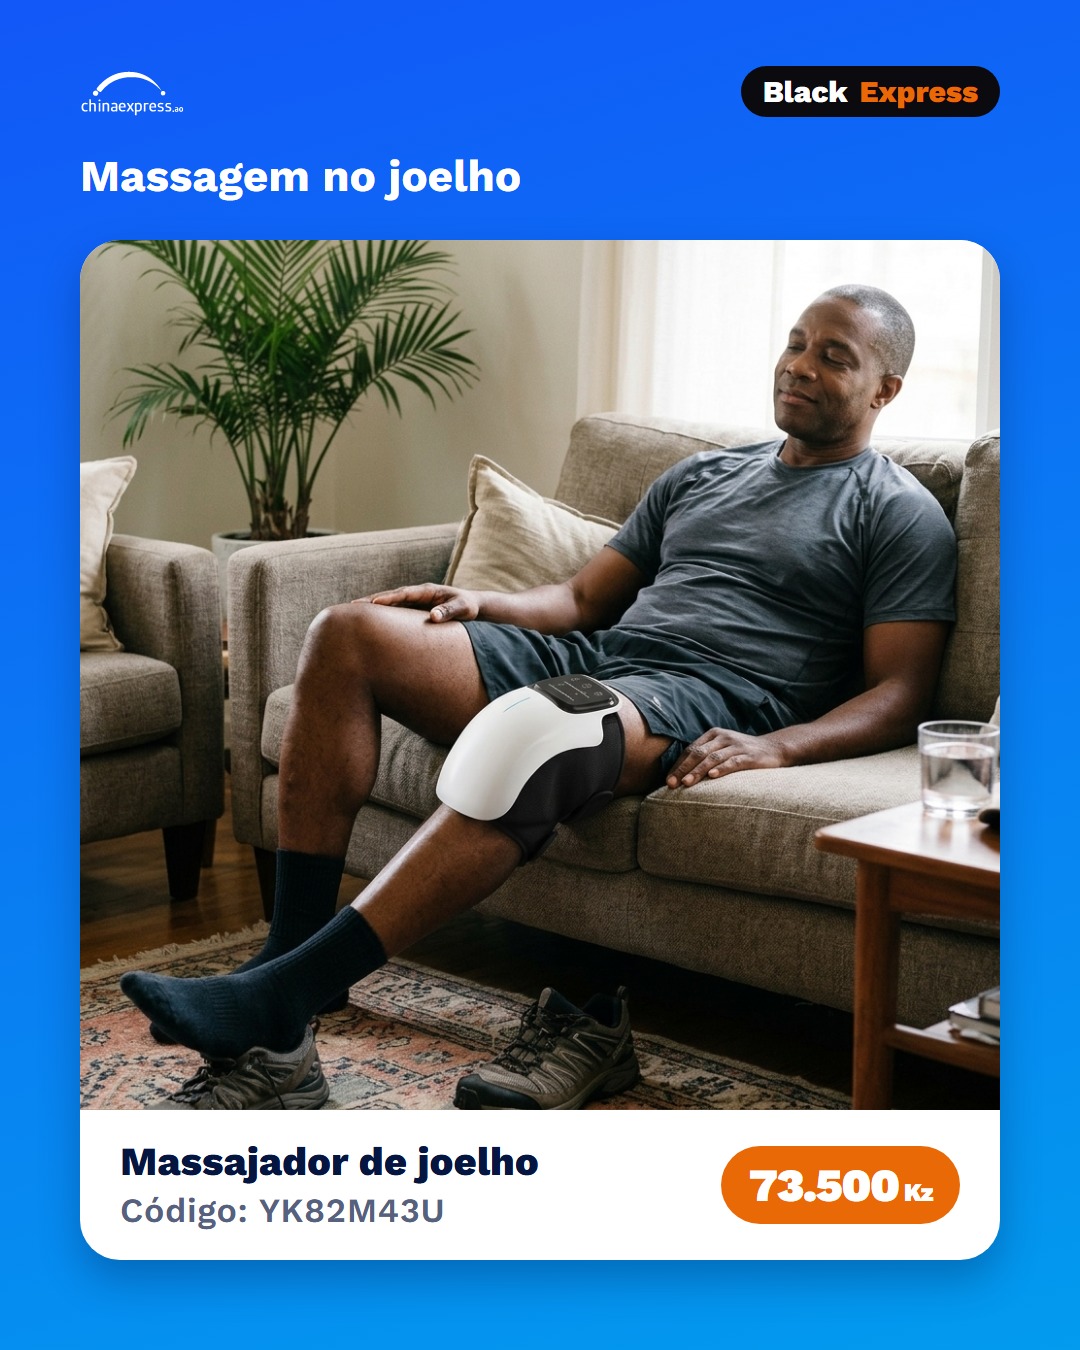 chinaexpress.ao
Black Express
Massagem no joelho
Massajador de joelho
Código: YK82M43U
73.500 Kz